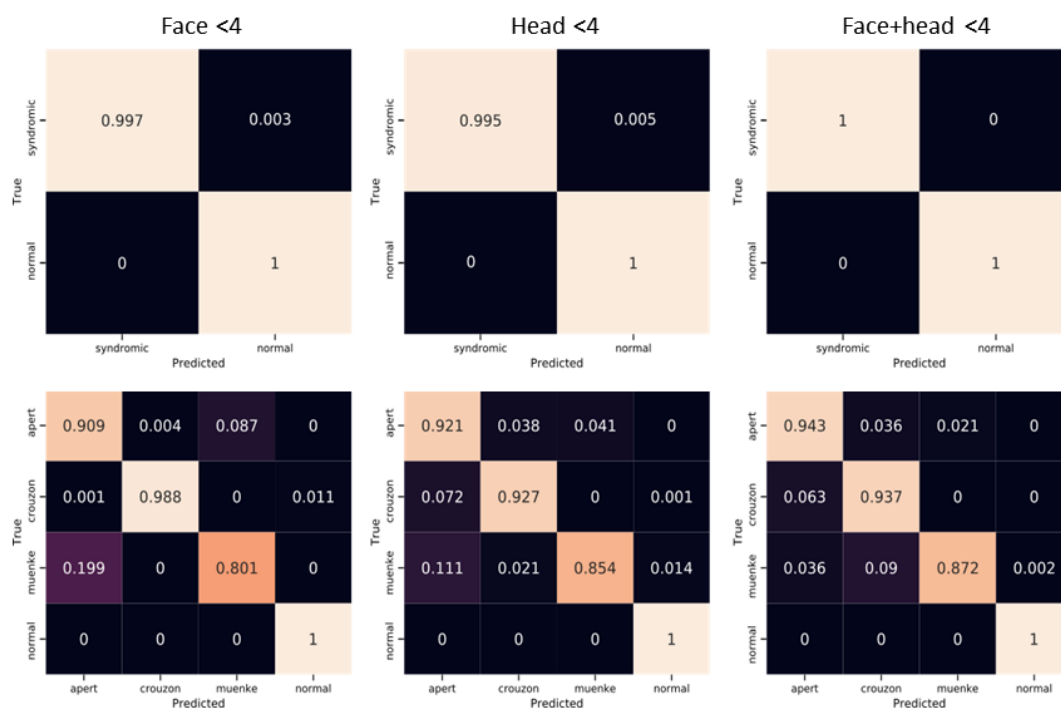 Face <4 Head <4 Face+head <4
True
syndromic 0.997 0.003
normal 0 1
syndromic normal
Predicted
True
syndromic 0.995 0.005
normal 0 1
syndromic normal
Predicted
True
syndromic 1 0
normal 0 1
syndromic normal
Predicted
True
apert 0.909 0.004 0.087 0
crouzon 0.001 0.988 0 0.011
muenke 0.199 0 0.801 0
normal 0 0 0 1
apert crouzon muenke normal
Predicted
True
apert 0.921 0.038 0.041 0
crouzon 0.072 0.927 0 0.001
muenke 0.111 0.021 0.854 0.014
normal 0 0 0 1
apert crouzon muenke normal
Predicted
True
apert 0.943 0.036 0.021 0
crouzon 0.063 0.937 0 0
muenke 0.036 0.09 0.872 0.002
normal 0 0 0 1
apert crouzon muenke normal
Predicted